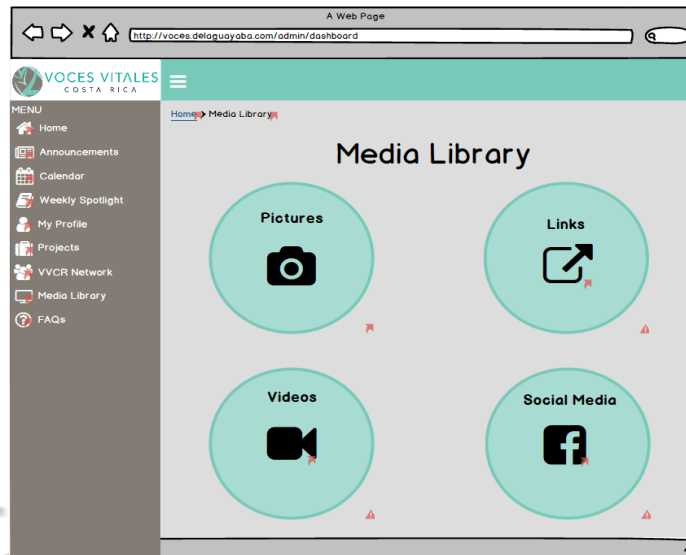 A Web Page
http://voces.delaguayaba.com/admin/dashboard
VOCES VITALES
COSTA RICA
MENU
Home
Announcements
Calendar
Weekly Spotlight
My Profile
Projects
VVCR Network
Media Library
FAQs
Home > Media Library
Media Library
Pictures
Links
Videos
Social Media